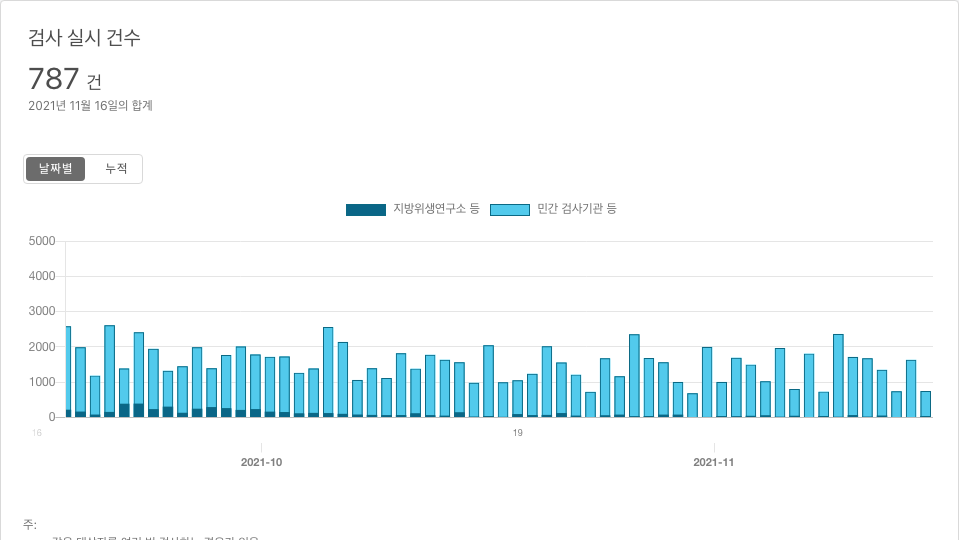 검사 실시 건수
787 건
2021년 11월 16일의 합계
날짜별 누적
지방위생연구소 등 민간 검사기관 등
5000
4000
3000
2000
1000
0
16 19
2021-10 2021-11
주: